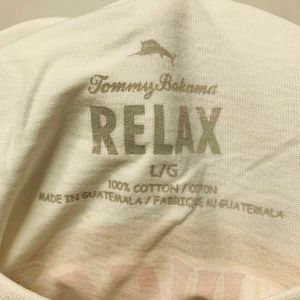 Tommy Bahama
RELAX
L/G
100% COTTON / COTON
MADE IN GUATEMALA / FABRIQUÉ AU GUATEMALA